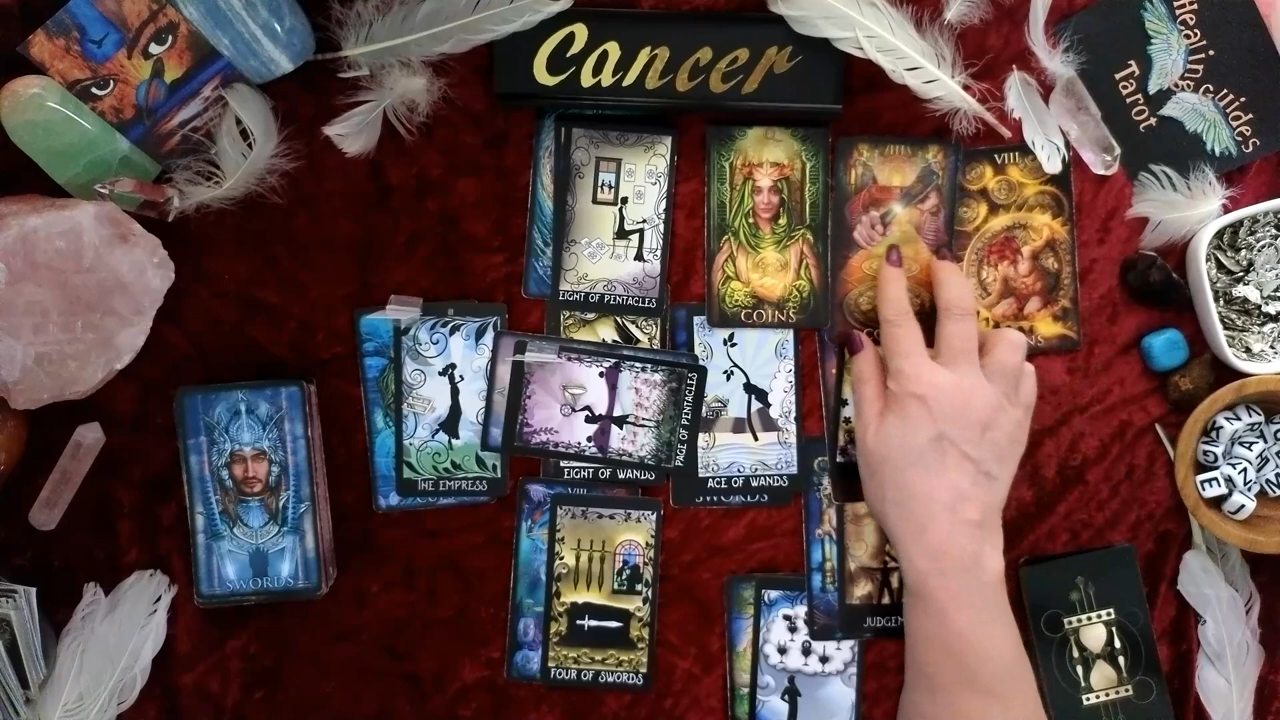 Cancer
Healing guides
Tarot
EIGHT OF PENTACLES
Q
COINS
VIII
THE EMPRESS
EIGHT OF WANDS
PAGE OF PENTACLES
ACE OF WANDS
SWORDS
K
SWORDS
VIII
FOUR OF SWORDS